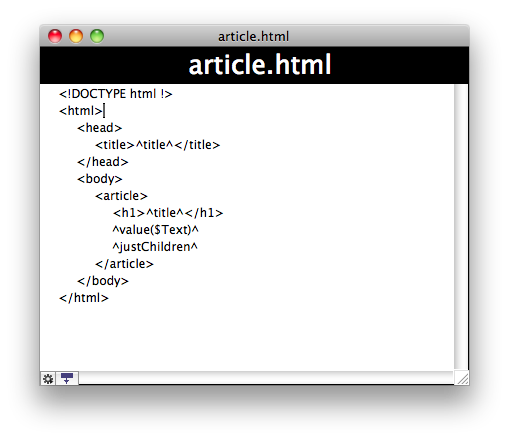 article.html
article.html
<!DOCTYPE html !>
<html>
<head>
<title>^title^</title>
</head>
<body>
<article>
<h1>^title^</h1>
^value($Text)^
^justChildren^
</article>
</body>
</html>